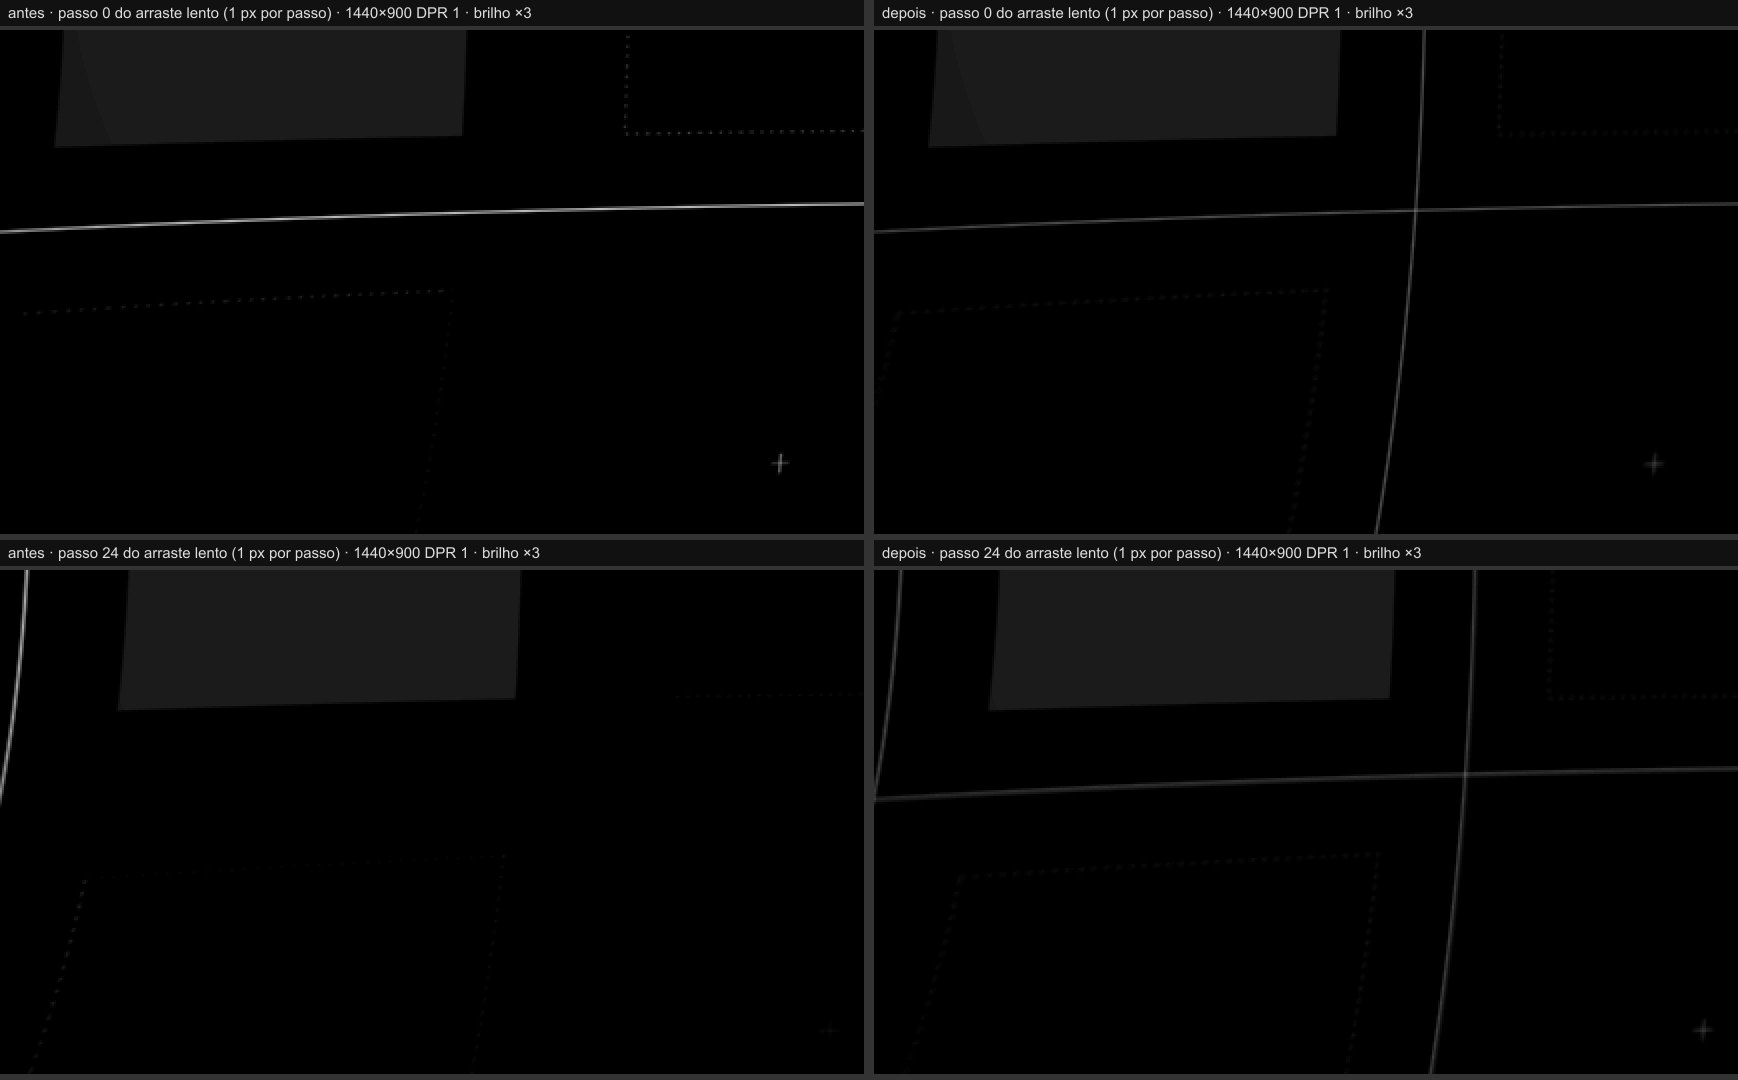 antes · passo 0 do arraste lento (1 px por passo) · 1440×900 DPR 1 · brilho ×3
depois · passo 0 do arraste lento (1 px por passo) · 1440×900 DPR 1 · brilho ×3
antes · passo 24 do arraste lento (1 px por passo) · 1440×900 DPR 1 · brilho ×3
depois · passo 24 do arraste lento (1 px por passo) · 1440×900 DPR 1 · brilho ×3